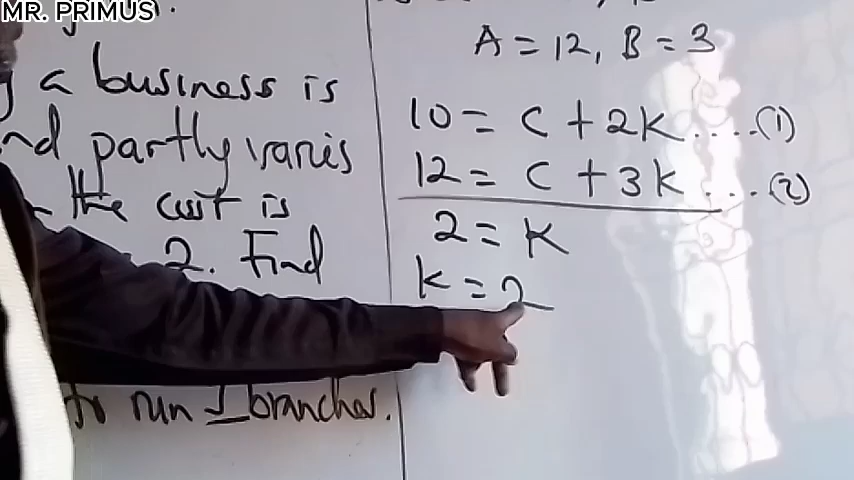 MR. PRIMUS
a business is
nd partly varies
the cost is
2. Find
to run 1 branches.
A = 12, B = 3
10 = C + 2K ....(1)
12 = C + 3K ...(2)
2 = K
K = 2